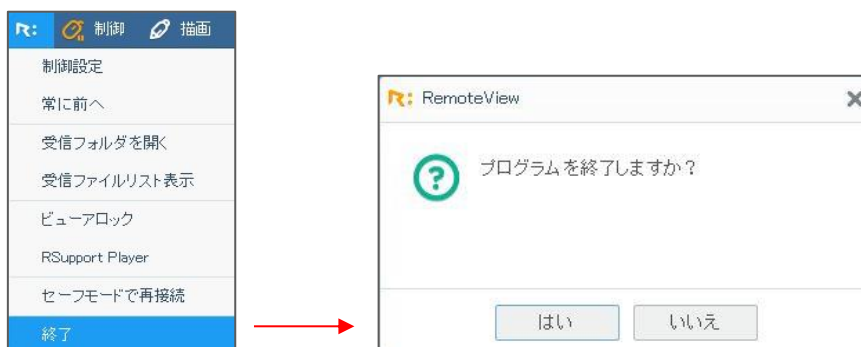 R: 制御 描画
制御設定
常に前へ
受信フォルダを開く
受信ファイルリスト表示
ビューアロック
RSupport Player
セーフモードで再接続
終了
R: RemoteView
プログラムを終了しますか?
はい いいえ